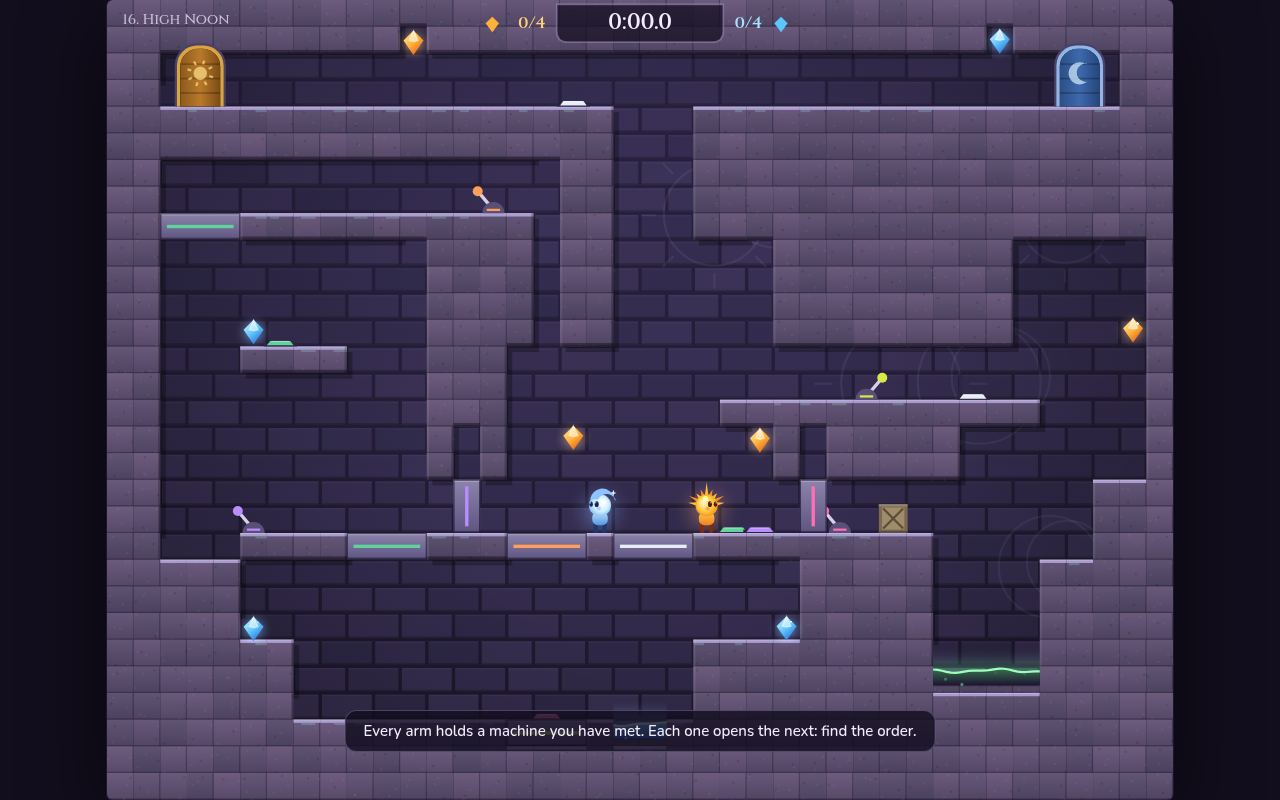 16. High Noon
0/4
0:00.0
0/4
Every arm holds a machine you have met. Each one opens the next: find the order.